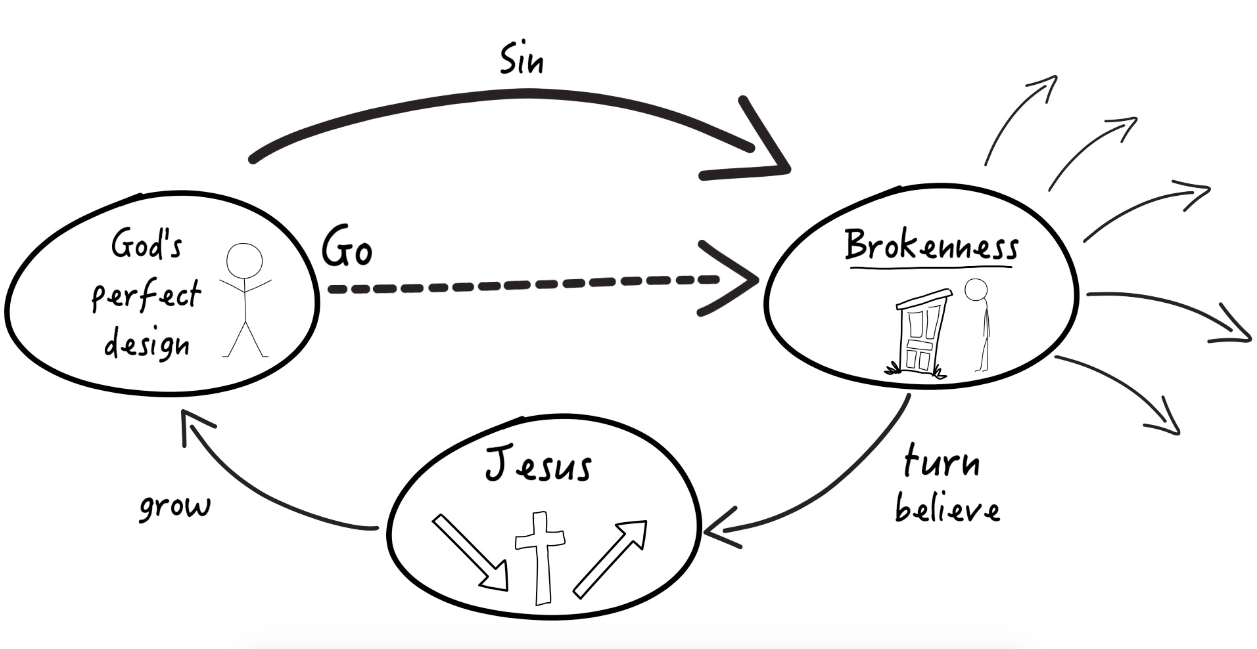 Sin
God's
perfect
design
Go
Brokenness
Jesus
turn
believe
grow